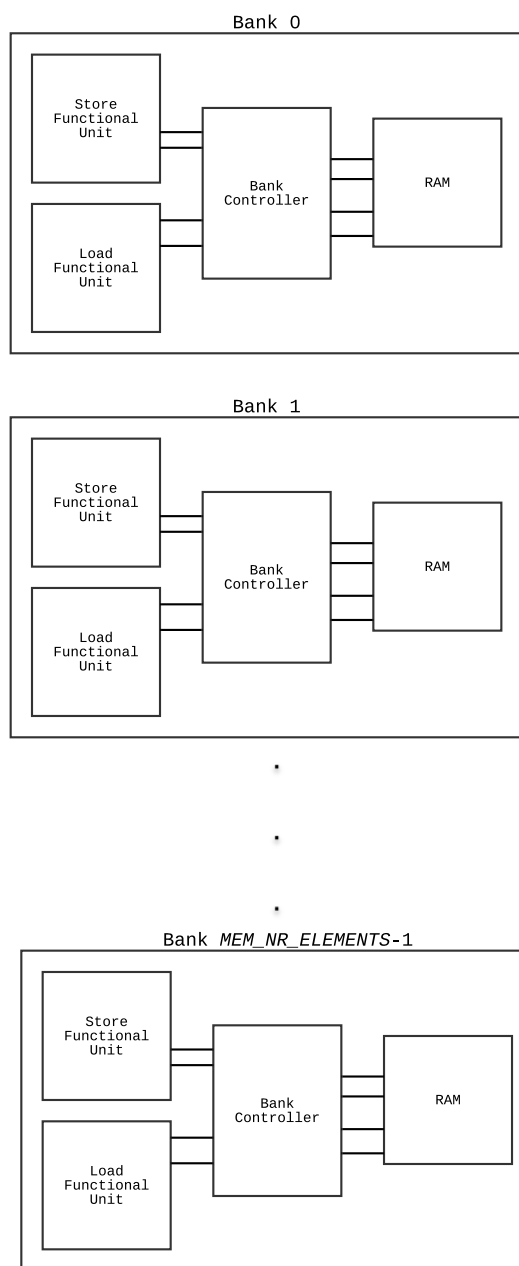 Bank 0
Store
Functional
Unit
Bank
Controller
RAM
Load
Functional
Unit
Bank 1
Store
Functional
Unit
Bank
Controller
RAM
Load
Functional
Unit
.
.
.
Bank MEM_NR_ELEMENTS-1
Store
Functional
Unit
Bank
Controller
RAM
Load
Functional
Unit